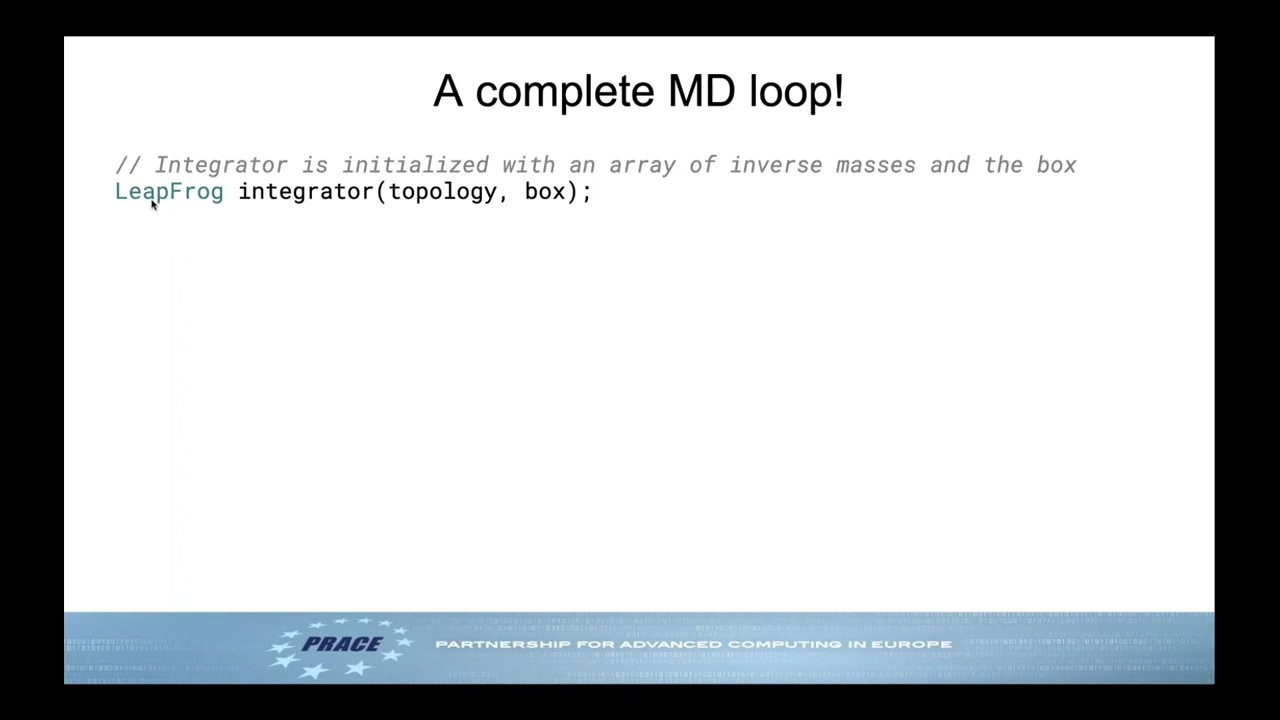 A complete MD loop!
// Integrator is initialized with an array of inverse masses and the box
LeapFrog integrator(topology, box);
PRACE
PARTNERSHIP FOR ADVANCED COMPUTING IN EUROPE